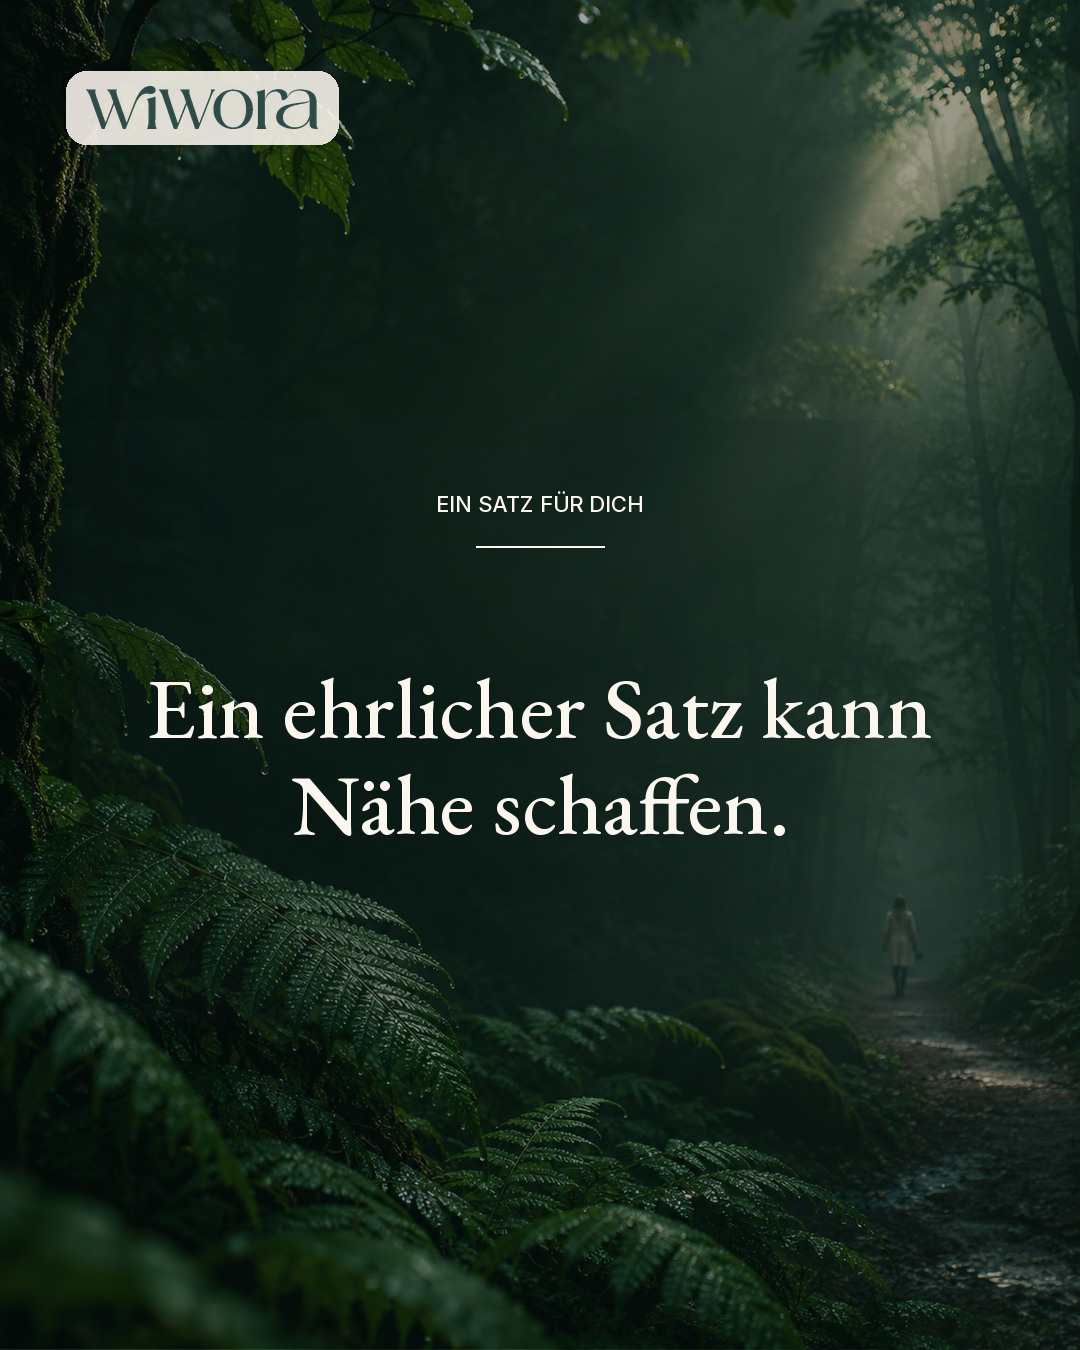 wiwora
EIN SATZ FÜR DICH
Ein ehrlicher Satz kann
Nähe schaffen.